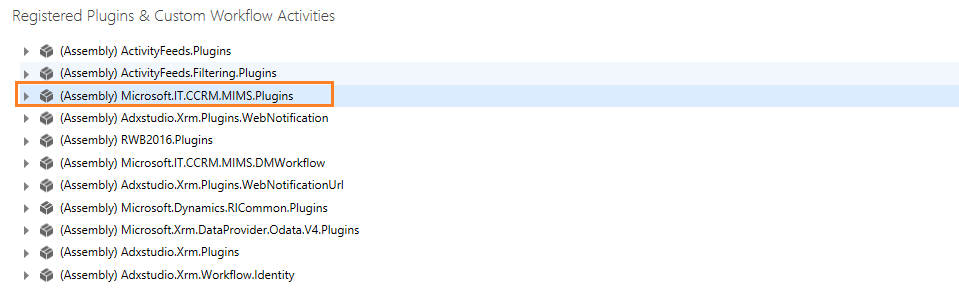 Registered Plugins & Custom Workflow Activities
(Assembly) ActivityFeeds.Plugins
(Assembly) ActivityFeeds.Filtering.Plugins
(Assembly) Microsoft.IT.CCRM.MIMS.Plugins
(Assembly) Adxstudio.Xrm.Plugins.WebNotification
(Assembly) RWB2016.Plugins
(Assembly) Microsoft.IT.CCRM.MIMS.DMWorkflow
(Assembly) Adxstudio.Xrm.Plugins.WebNotificationUrl
(Assembly) Microsoft.Dynamics.RICommon.Plugins
(Assembly) Microsoft.Xrm.DataProvider.Odata.V4.Plugins
(Assembly) Adxstudio.Xrm.Plugins
(Assembly) Adxstudio.Xrm.Workflow.Identity